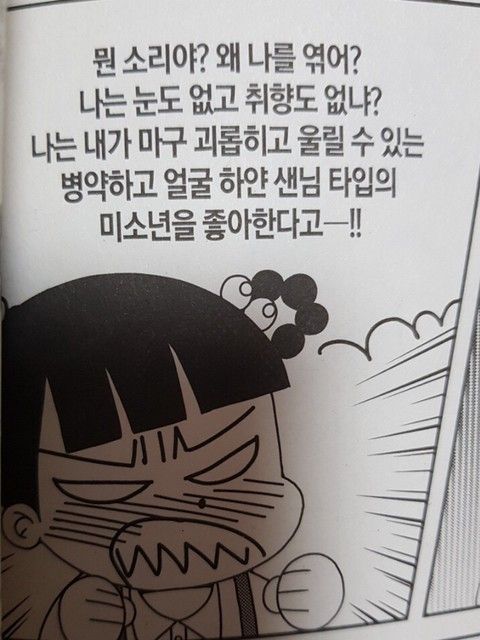 뭔 소리야? 왜 나를 엮어?
나는 눈도 없고 취향도 없냐?
나는 내가 마구 괴롭히고 울릴 수 있는
병약하고 얼굴 하얀 샌님 타입의
미소년을 좋아한다고―!!